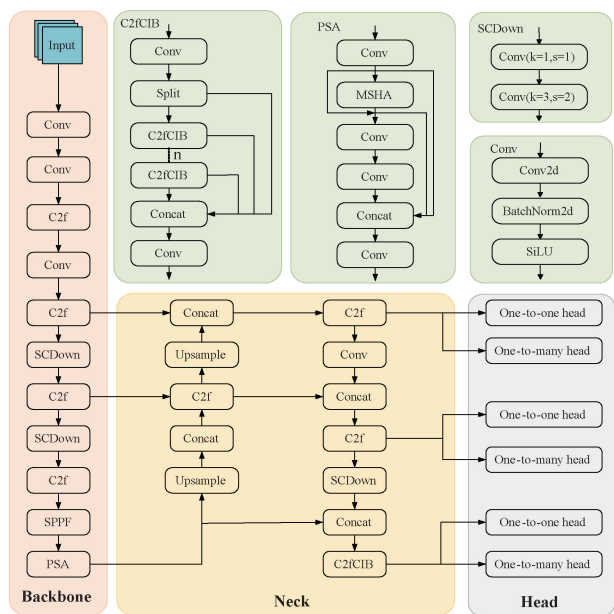 Input
Conv
Conv
C2f
Conv
C2f
SCDown
C2f
SCDown
C2f
SPPF
PSA
Backbone
C2fCIB
Conv
Split
C2fCIB
n
C2fCIB
Concat
Conv
PSA
Conv
MSHA
Conv
Conv
Concat
Conv
SCDown
Conv(k=1,s=1)
Conv(k=3,s=2)
Conv
Conv2d
BatchNorm2d
SiLU
Concat
Upsample
C2f
Concat
Upsample
C2f
Conv
Concat
C2f
SCDown
Concat
C2fCIB
Neck
One-to-one head
One-to-many head
One-to-one head
One-to-many head
One-to-one head
One-to-many head
Head